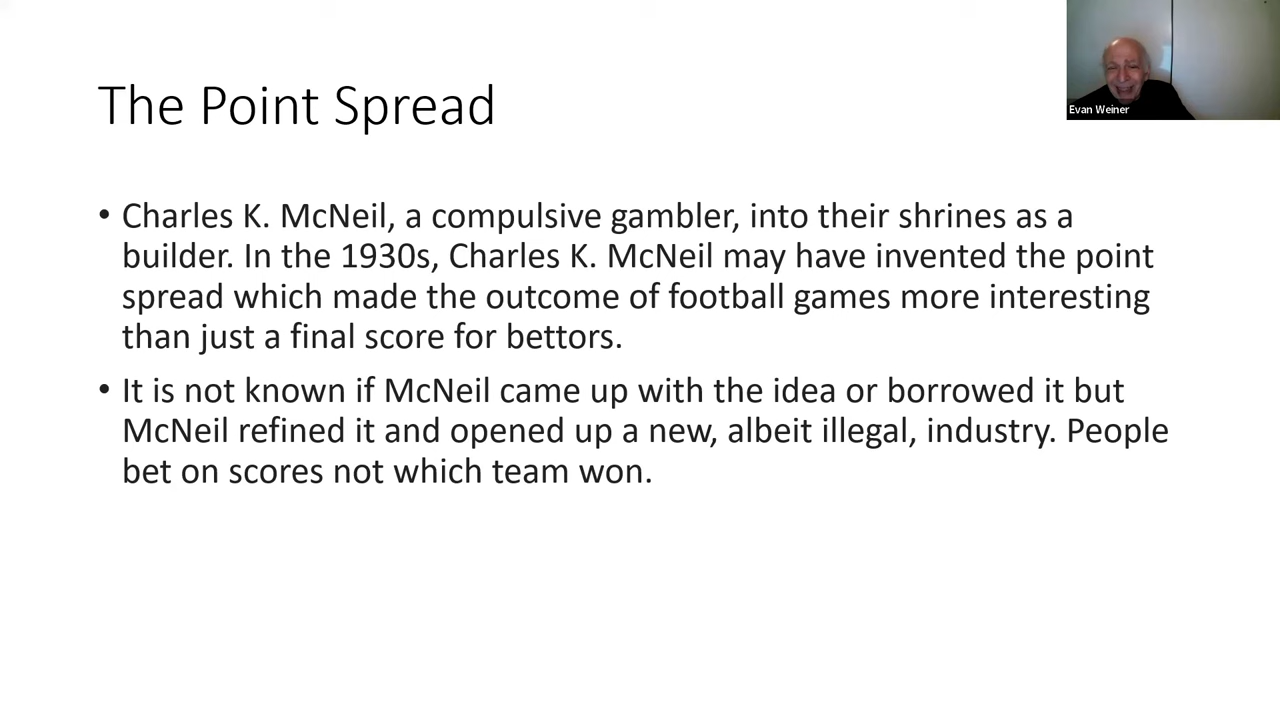 The Point Spread
Evan Weiner
• Charles K. McNeil, a compulsive gambler, into their shrines as a
builder. In the 1930s, Charles K. McNeil may have invented the point
spread which made the outcome of football games more interesting
than just a final score for bettors.
• It is not known if McNeil came up with the idea or borrowed it but
McNeil refined it and opened up a new, albeit illegal, industry. People
bet on scores not which team won.